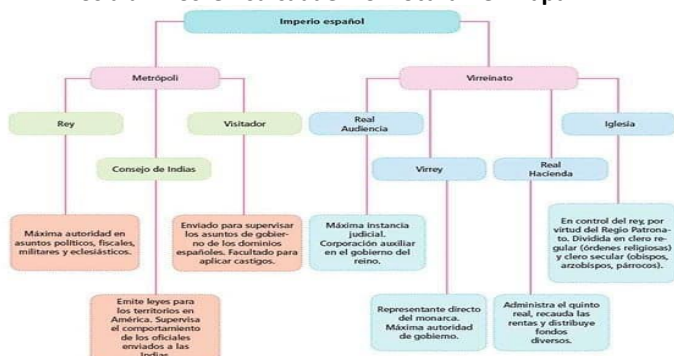 Imperio español
Metrópoli
Virreinato
Rey
Visitador
Real
Audiencia
Iglesia
Consejo de Indias
Virrey
Real
Hacienda
Máxima autoridad en
asuntos políticos, fiscales,
militares y eclesiásticos.
Enviado para supervisar
los asuntos de gobier-
no de los dominios
españoles. Facultado para
aplicar castigos.
Máxima instancia
judicial.
Corporación auxiliar
en el gobierno del
reino.
En control del rey, por
virtud del Regio Patrona-
to. Dividida en clero re-
gular (órdenes religiosas)
y clero secular (obispos,
arzobispos, párrocos).
Emite leyes para
los territorios en
América. Supervisa
el comportamiento
de los oficiales
enviados a las
Indias.
Representante directo
del monarca.
Máxima autoridad
de gobierno.
Administra el quinto
real, recauda las
rentas y distribuye
fondos
diversos.